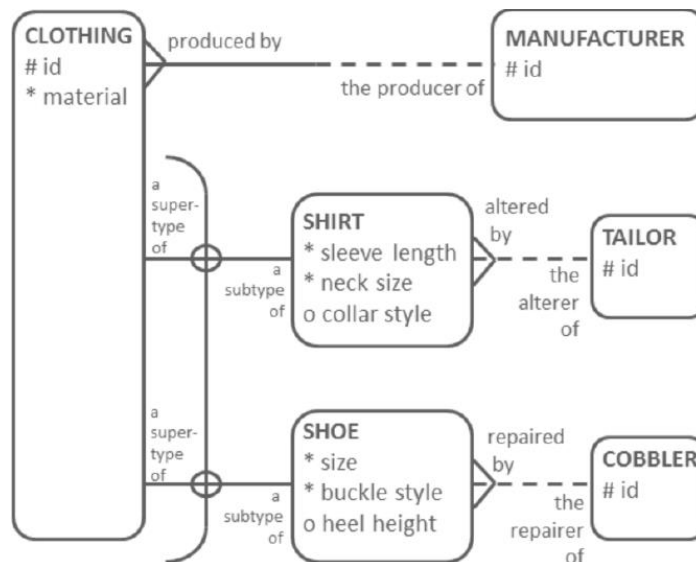 CLOTHING
# id
* material
produced by
the producer of
MANUFACTURER
# id
a
super-
type
of
a
subtype
of
SHIRT
* sleeve length
* neck size
o collar style
altered
by
the
alterer
of
TAILOR
# id
a
super-
type
of
a
subtype
of
SHOE
* size
* buckle style
o heel height
repaired
by
the
repairer
of
COBBLER
# id